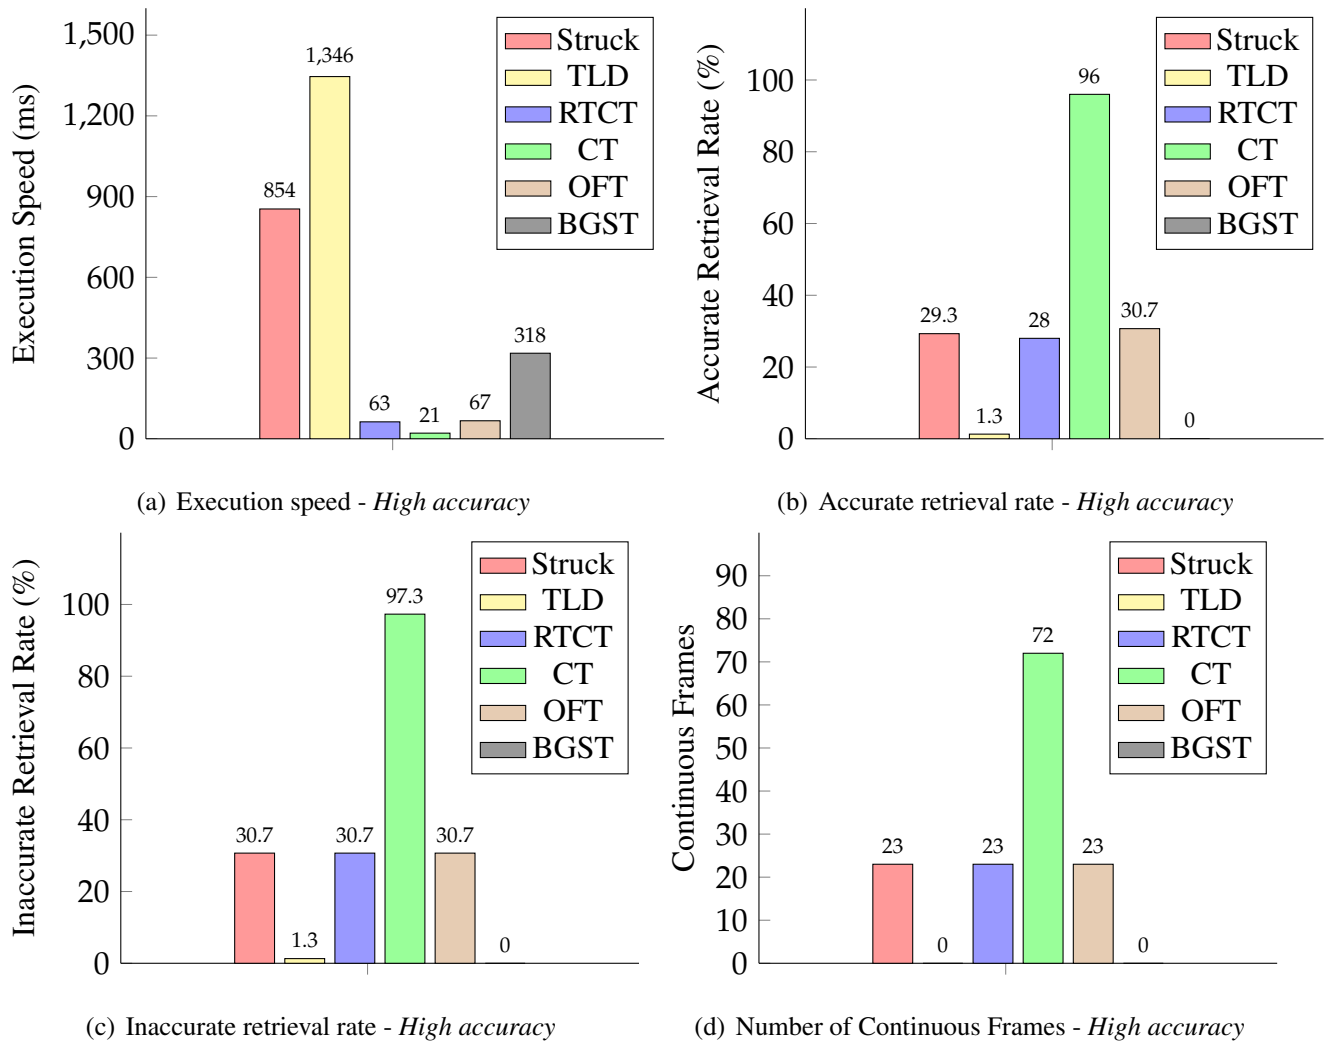 Execution Speed (ms)
1,500
1,200
900
600
300
0
854
1,346
63
21
67
318
Struck
TLD
RTCT
CT
OFT
BGST
(a) Execution speed - High accuracy
Accurate Retrieval Rate (%)
100
80
60
40
20
0
29.3
1.3
28
96
30.7
0
Struck
TLD
RTCT
CT
OFT
BGST
(b) Accurate retrieval rate - High accuracy
Inaccurate Retrieval Rate (%)
100
80
60
40
20
0
30.7
1.3
30.7
97.3
30.7
0
Struck
TLD
RTCT
CT
OFT
BGST
(c) Inaccurate retrieval rate - High accuracy
Continuous Frames
90
80
70
60
50
40
30
20
10
0
23
0
23
72
23
0
Struck
TLD
RTCT
CT
OFT
BGST
(d) Number of Continuous Frames - High accuracy